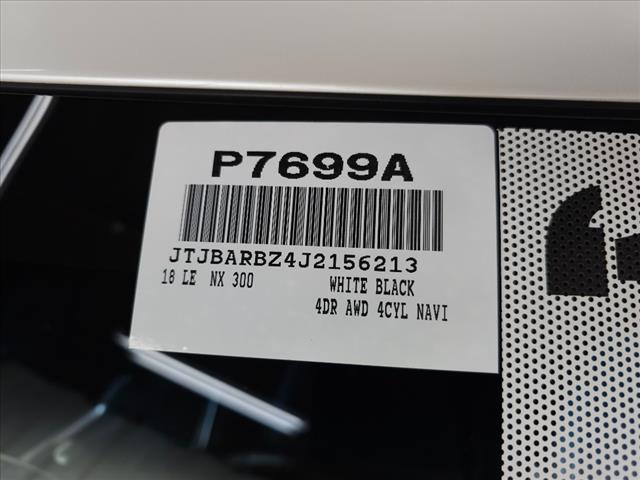 P7699A
JTJBARBZ4J2156213
18 LE NX 300 WHITE BLACK
4DR AWD 4CYL NAVI